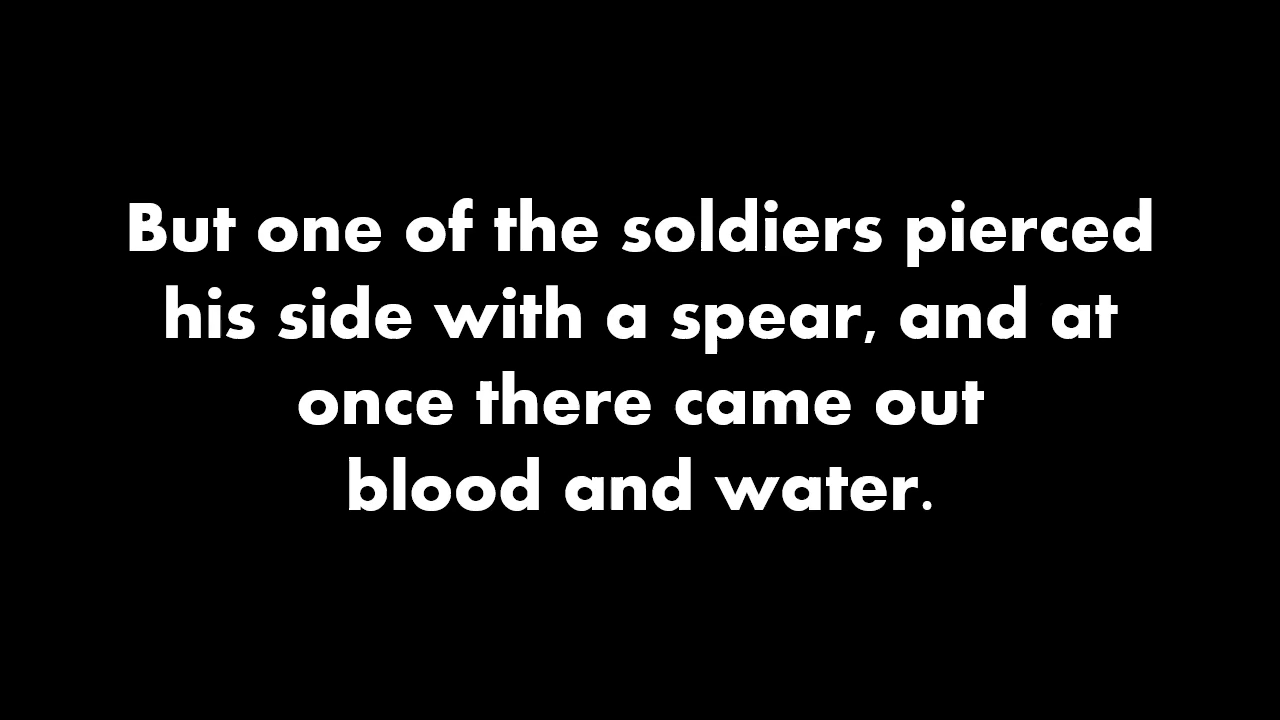 But one of the soldiers pierced
his side with a spear, and at
once there came out
blood and water.